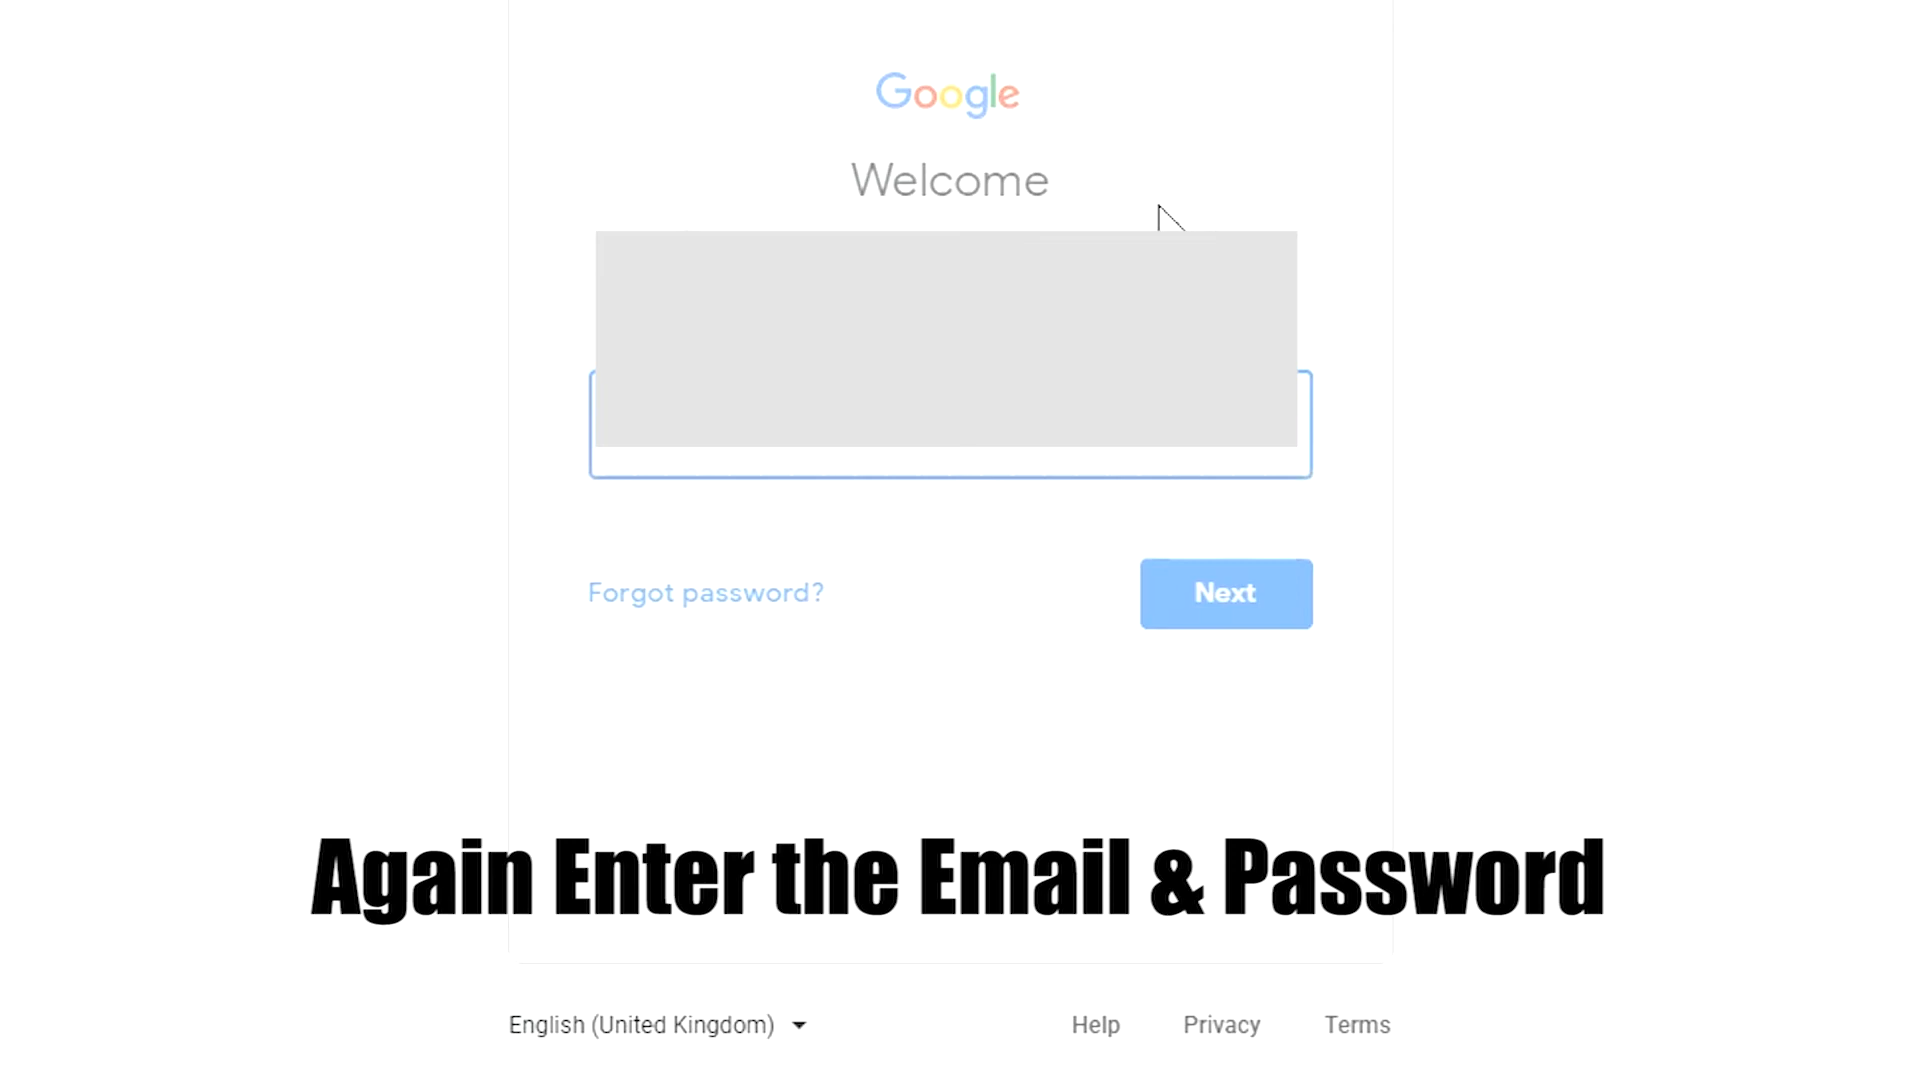 Google
Welcome
Forgot password?
Next
Again Enter the Email & Password
English (United Kingdom)
Help
Privacy
Terms